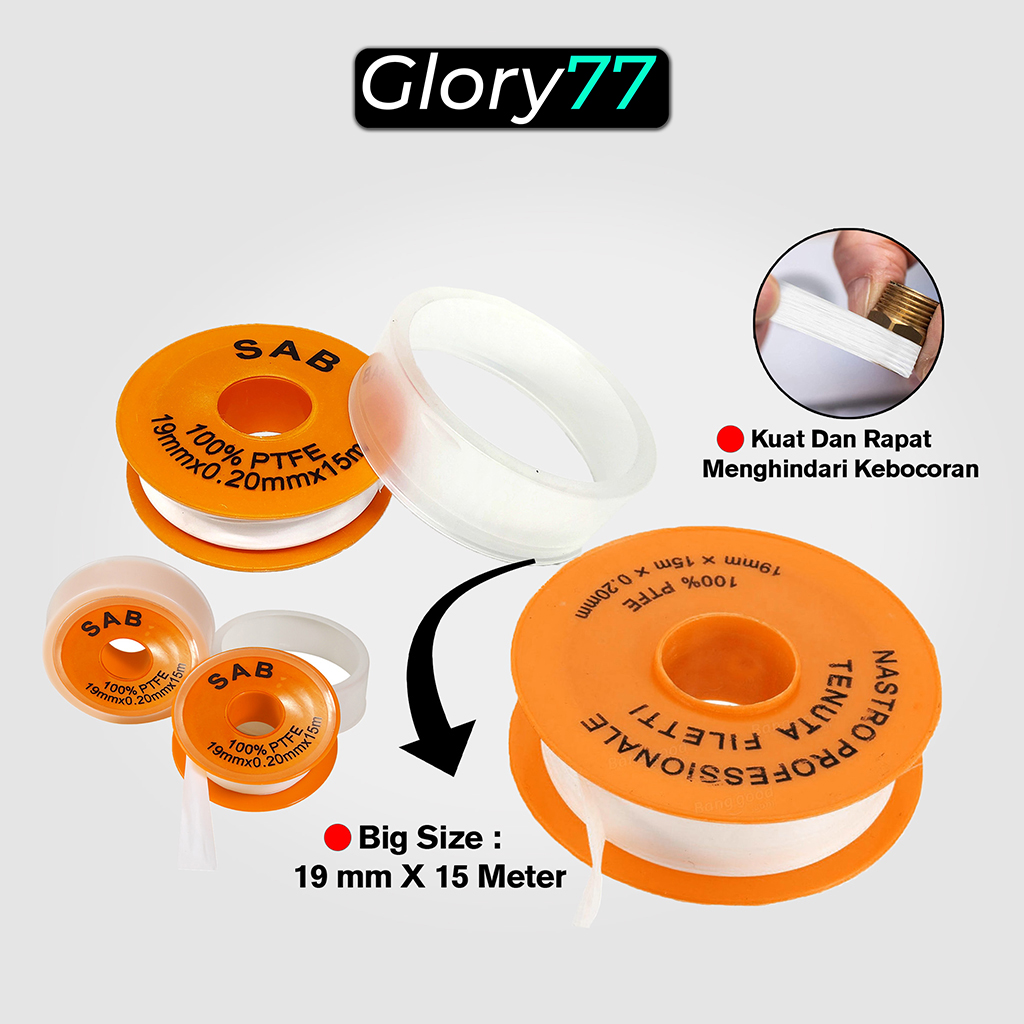 Glory77
SAB
100% PTFE
19mmx0.20mmx15m
Kuat Dan Rapat
Menghindari Kebocoran
19mm X 15m X 0.20mm
100% PTFE
NASTRO PROFESSIONALE
TENUTA FILETTI
SAB
100% PTFE
19mmx0.20mmx15m
SAB
100% PTFE
19mmx0.20mmx15m
Big Size :
19 mm X 15 Meter